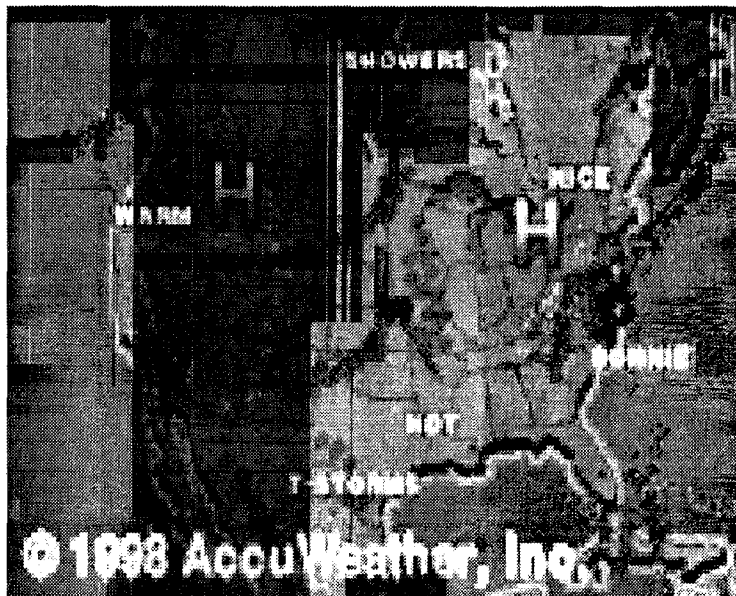 SHOWERS
H
NICE
WARM
H
BONNIE
HOT
T-STORMS
© 1998 AccuWeather, Inc.